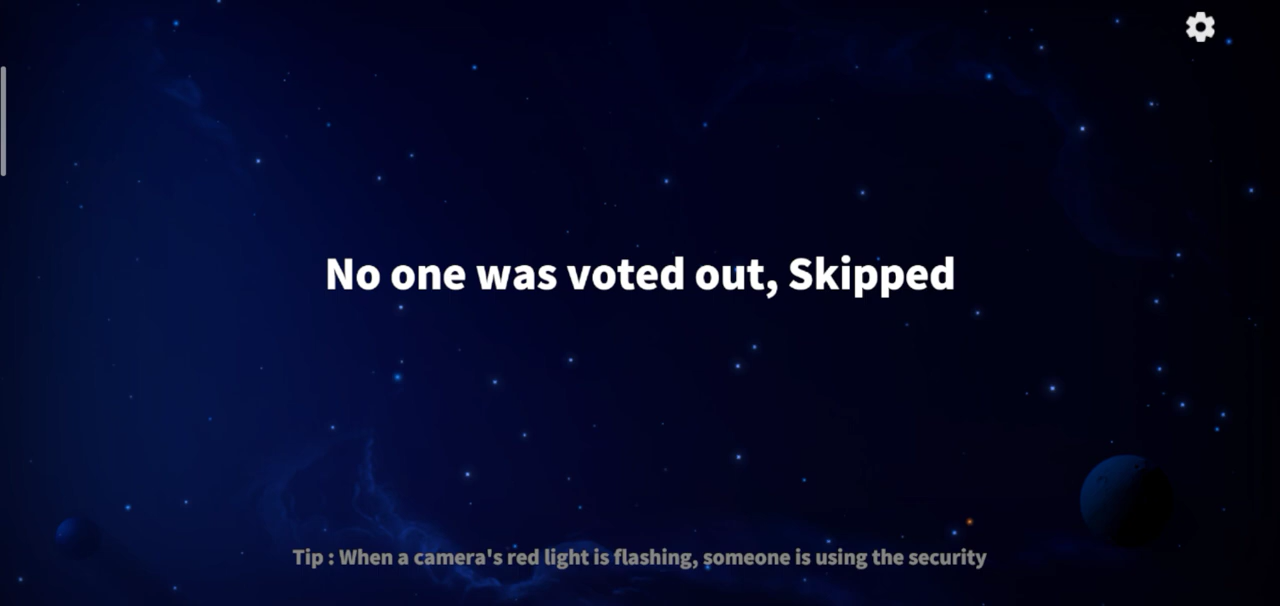 No one was voted out, Skipped
Tip : When a camera's red light is flashing, someone is using the security